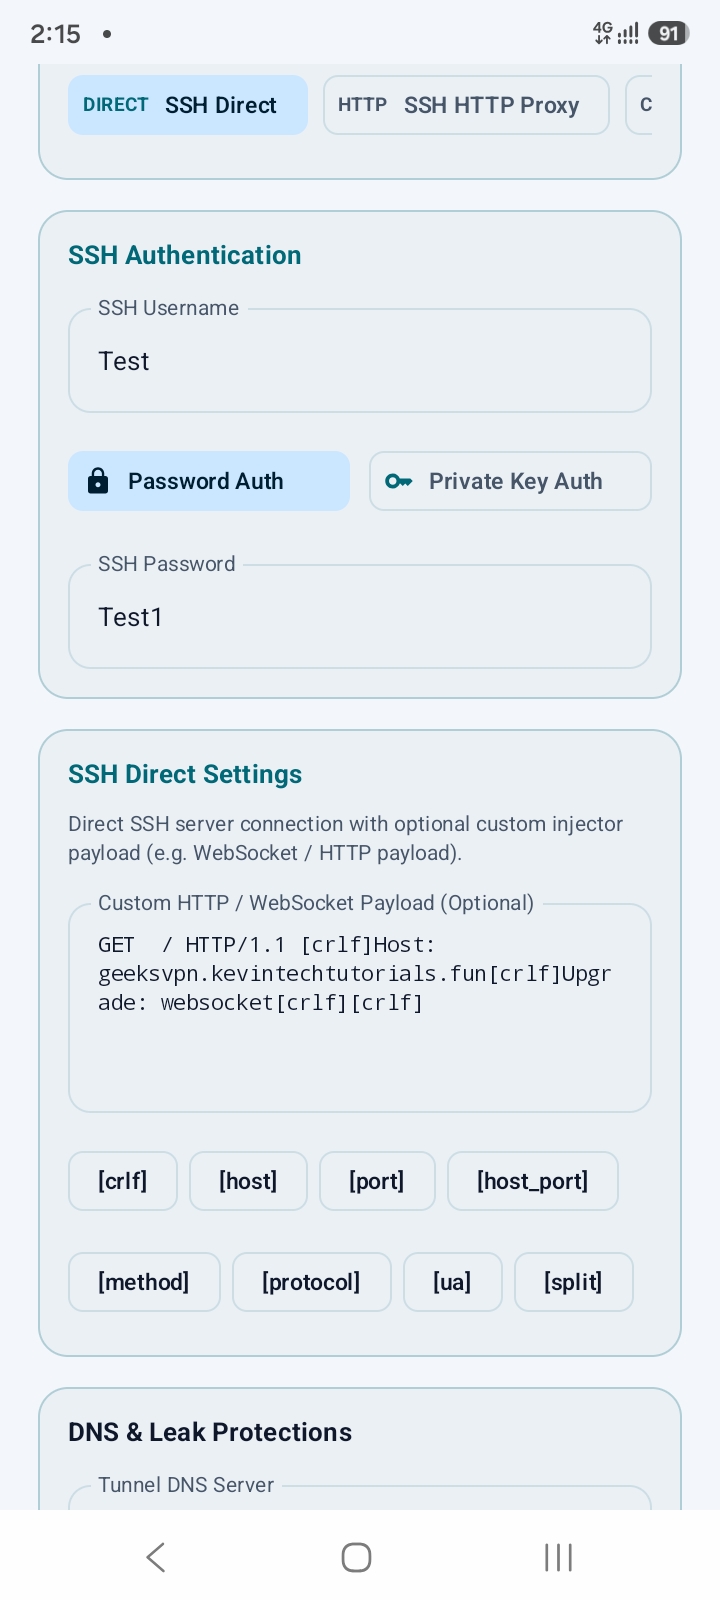 2:15
4G
91
DIRECT SSH Direct
HTTP SSH HTTP Proxy
C
SSH Authentication
SSH Username
Test
Password Auth
Private Key Auth
SSH Password
Test1
SSH Direct Settings
Direct SSH server connection with optional custom injector
payload (e.g. WebSocket / HTTP payload).
Custom HTTP / WebSocket Payload (Optional)
GET  / HTTP/1.1 [crlf]Host:
geeksvpn.kevintechtutorials.fun[crlf]Upgr
ade: websocket[crlf][crlf]
[crlf] [host] [port] [host_port]
[method] [protocol] [ua] [split]
DNS & Leak Protections
Tunnel DNS Server